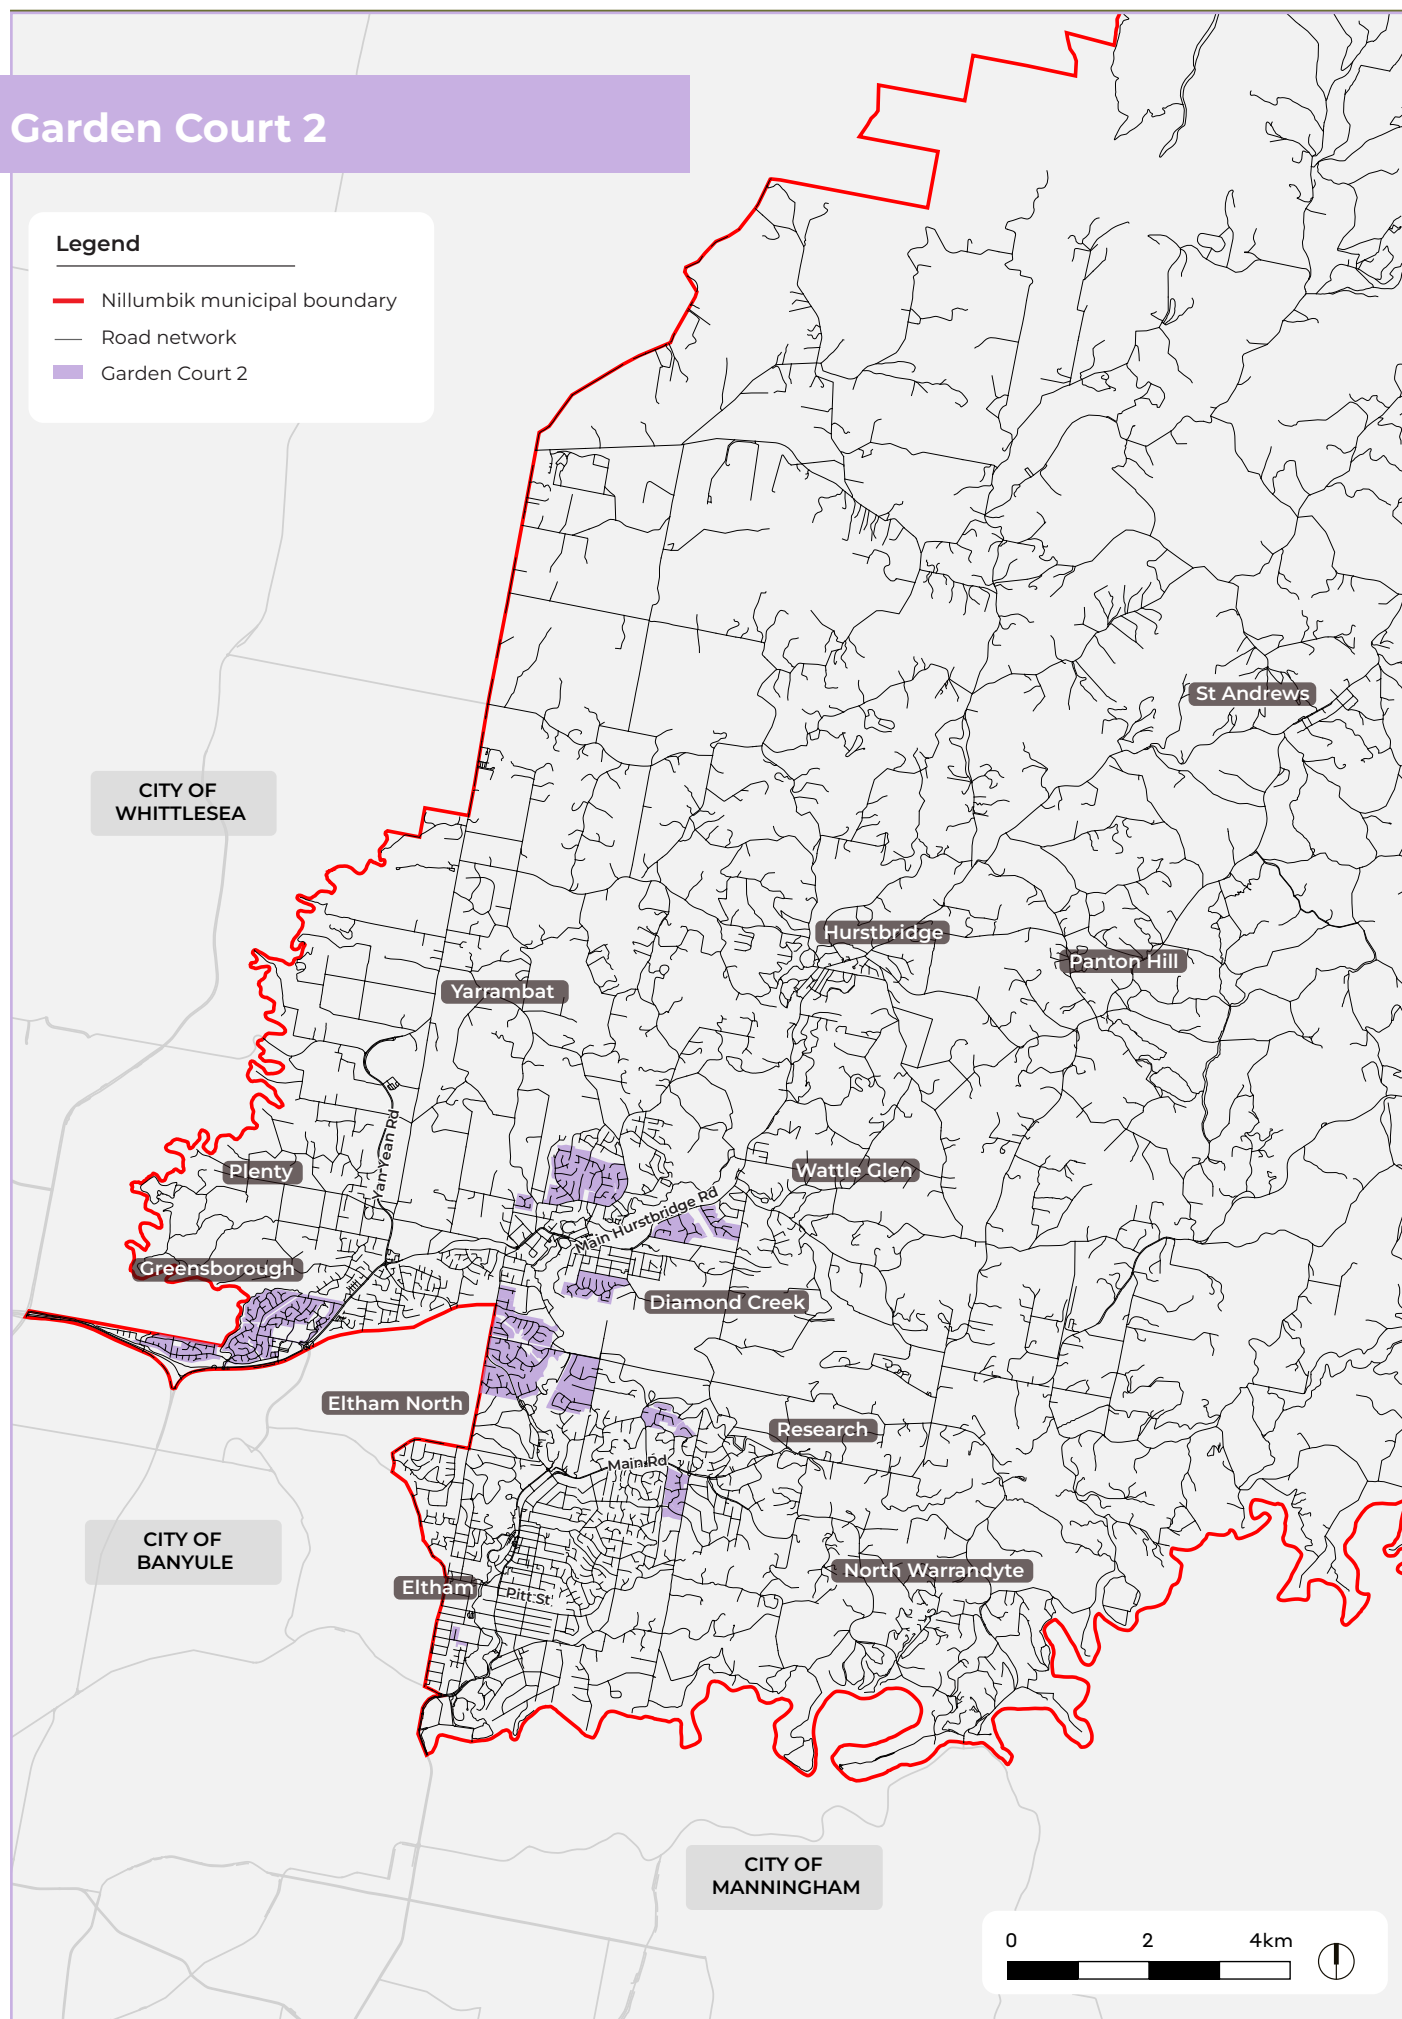 Garden Court 2
Legend
Nillumbik municipal boundary
Road network
Garden Court 2
St Andrews
CITY OF
WHITTLESEA
Hurstbridge
Panton Hill
Yarrambat
Yan Yean Rd
Plenty
Wattle Glen
Main Hurstbridge Rd
Greensborough
Diamond Creek
Eltham North
Research
Main Rd
CITY OF
BANYULE
North Warrandyte
Eltham
Pitt St
CITY OF
MANNINGHAM
0 2 4km